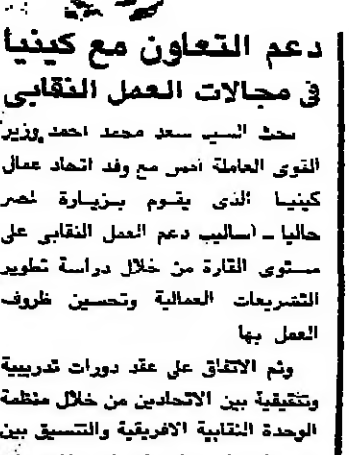 دعم التعاون مع كينيا
في مجالات العمل النقابى
بحث السيد سعد محمد احمد وزير
القوى العاملة امس مع وفد اتحاد عمال
كينيا الذى يقوم بزيارة لمصر
حاليا - اساليب دعم العمل النقابى على
مستوى القارة من خلال دراسة تطوير
التشريعات العمالية وتحسين ظروف
العمل بها
وتم الاتفاق على عقد دورات تدريبية
وتثقيفية بين الاتحادين من خلال منظمة
الوحدة النقابية الافريقية والتنسيق بين